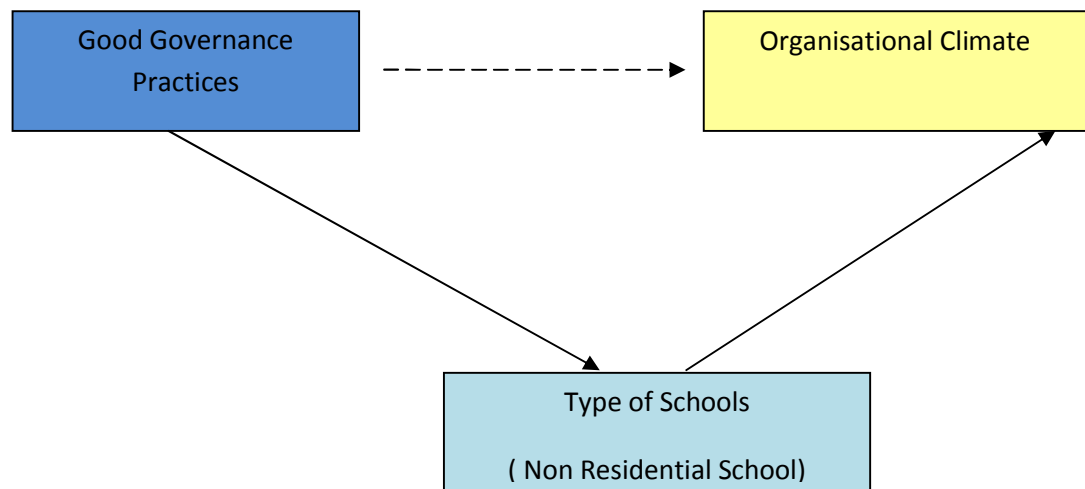 Good Governance
Practices
Organisational Climate
Type of Schools
( Non Residential School)